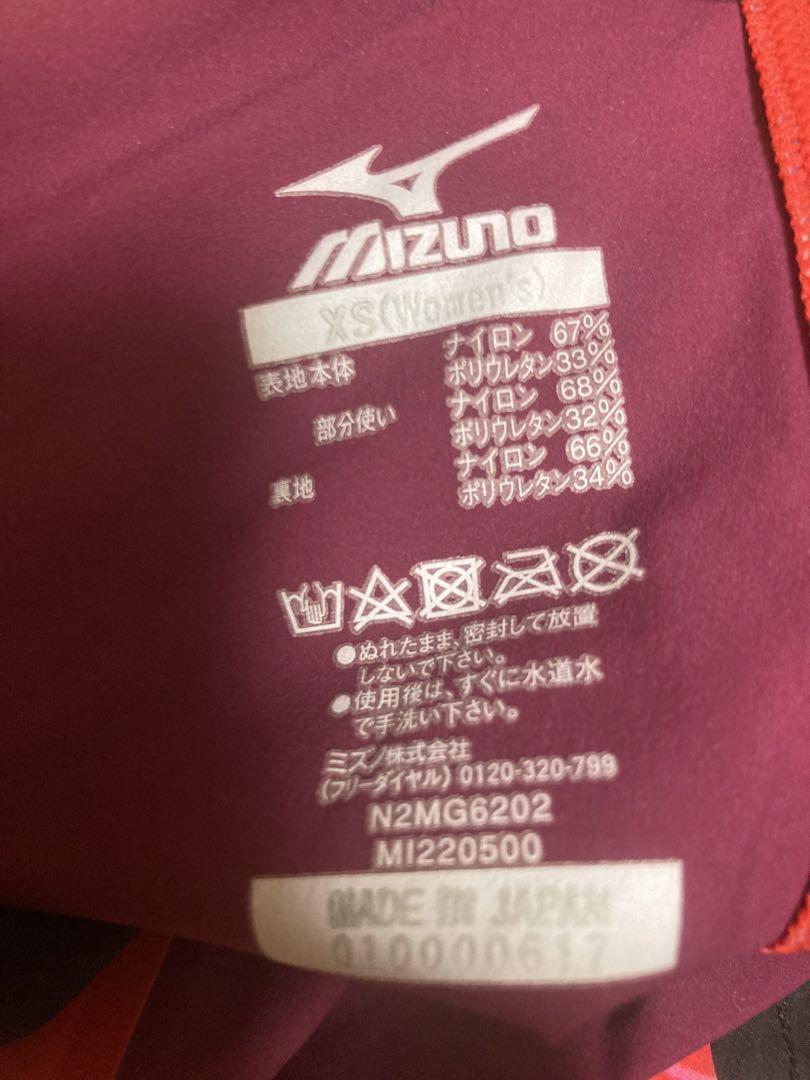 MIZUNO
XS(Women's)
表地本体 ナイロン 67%
ポリウレタン33%
部分使い ナイロン 68%
ポリウレタン32%
裏地 ナイロン 66%
ポリウレタン34%
●ぬれたまま、密封して放置
しないで下さい。
●使用後は、すぐに水道水
で手洗い下さい。
ミズノ株式会社
(フリーダイヤル) 0120-320-799
N2MG6202
MI220500
MADE IN JAPAN
010000617